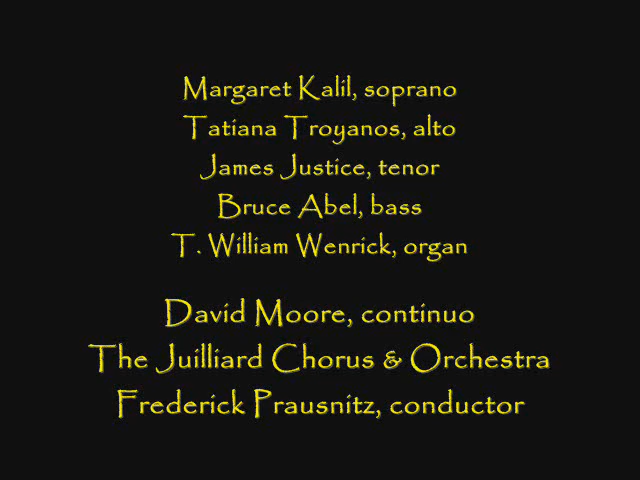 Margaret Kalil, soprano
Tatiana Troyanos, alto
James Justice, tenor
Bruce Abel, bass
T. William Wenrick, organ
David Moore, continuo
The Juilliard Chorus & Orchestra
Frederick Prausnitz, conductor